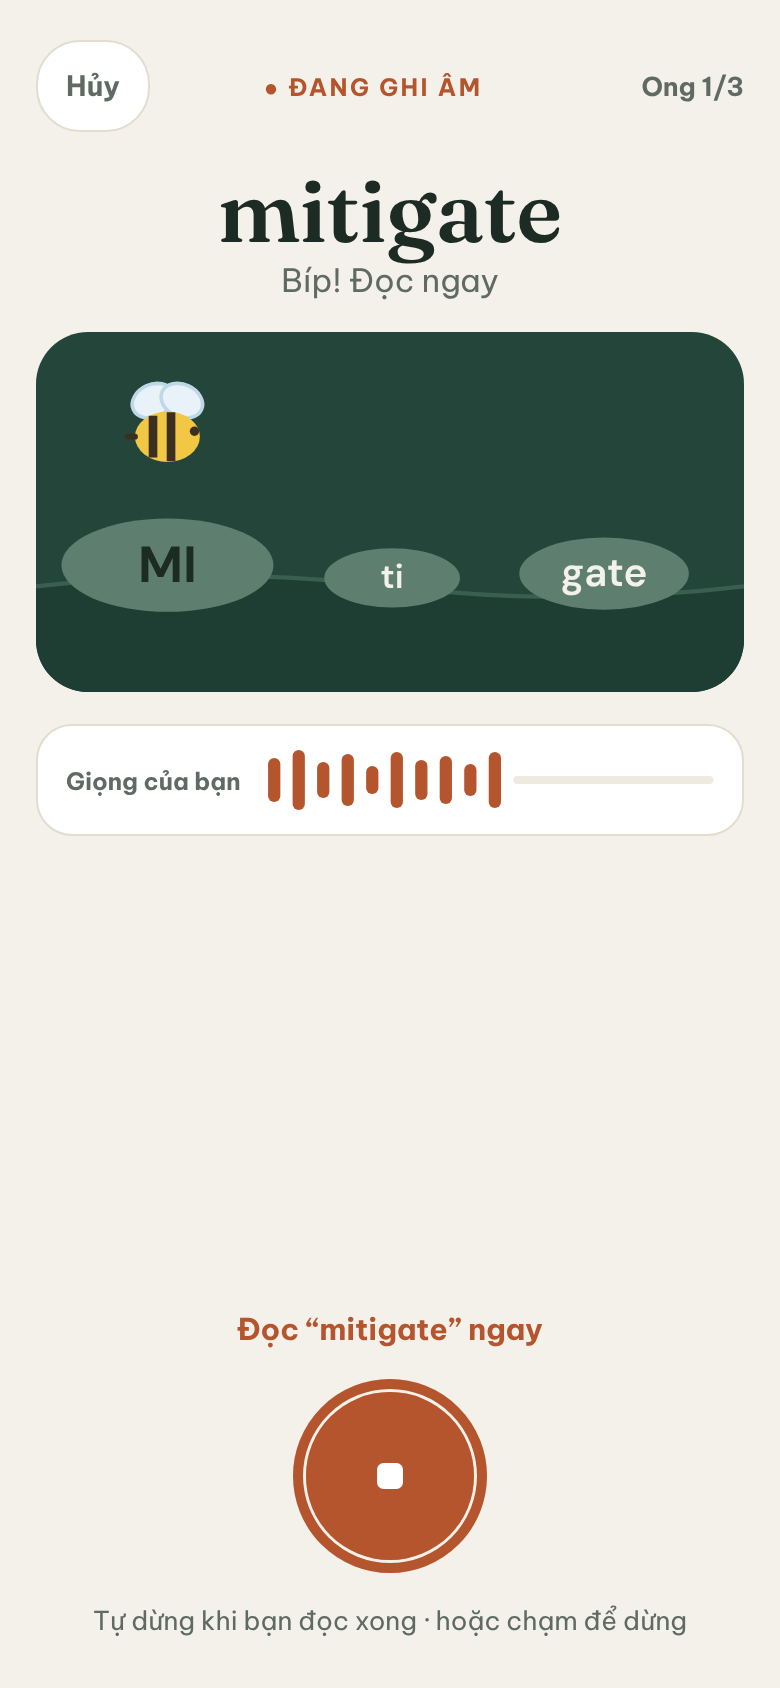 Hủy
ĐANG GHI ÂM
Ong 1/3
mitigate
Bíp! Đọc ngay
MI
ti
gate
Giọng của bạn
Đọc “mitigate” ngay
Tự dừng khi bạn đọc xong · hoặc chạm để dừng